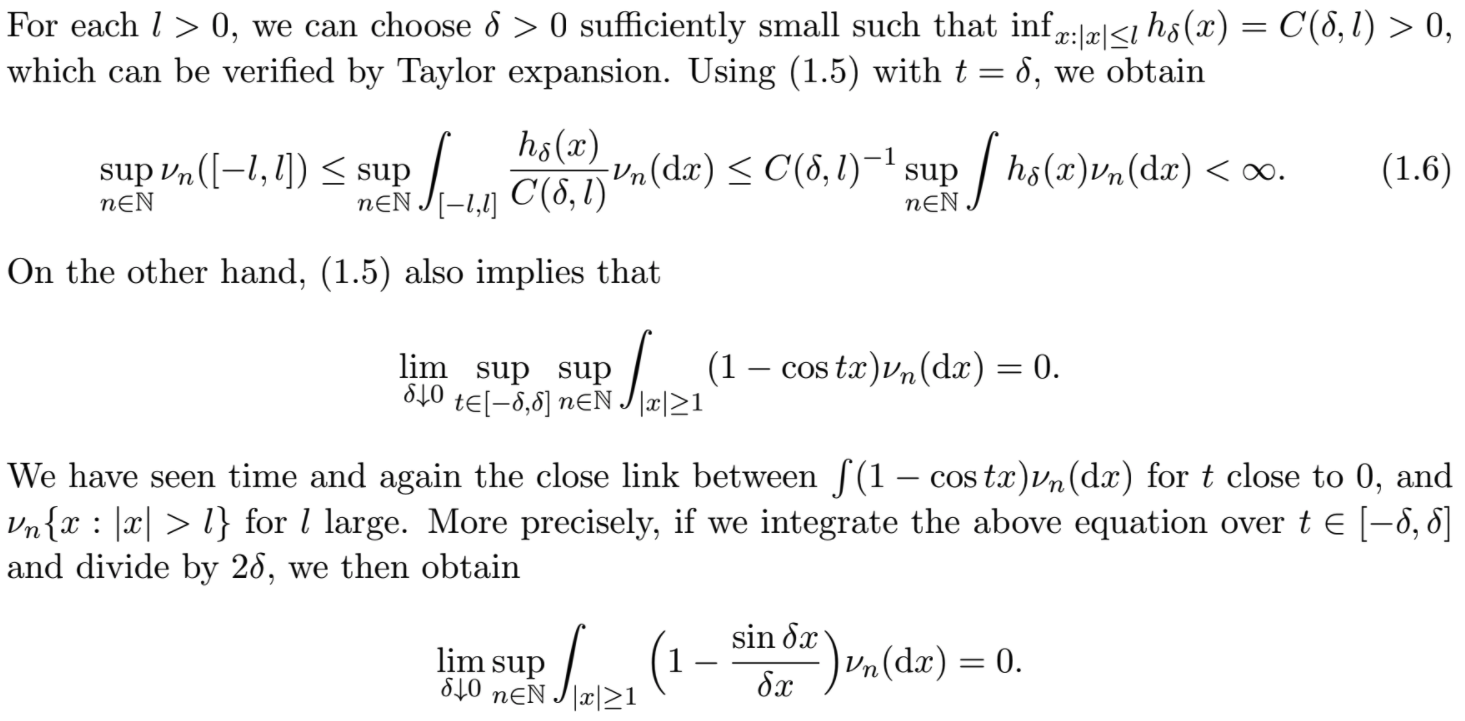 For each $l > 0$, we can choose $\delta > 0$ sufficiently small such that $\inf_{x:|x|\leq l} h_\delta(x) = C(\delta, l) > 0$,
which can be verified by Taylor expansion. Using (1.5) with $t = \delta$, we obtain
$$\sup_{n\in\mathbb{N}} \nu_n([-l, l]) \leq \sup_{n\in\mathbb{N}} \int_{[-l,l]} \frac{h_\delta(x)}{C(\delta, l)} \nu_n(\mathrm{d}x) \leq C(\delta, l)^{-1} \sup_{n\in\mathbb{N}} \int h_\delta(x)\nu_n(\mathrm{d}x) < \infty. \quad (1.6)$$
On the other hand, (1.5) also implies that
$$\lim_{\delta\downarrow 0} \sup_{t\in[-\delta,\delta]} \sup_{n\in\mathbb{N}} \int_{|x|\geq 1} (1 - \cos tx)\nu_n(\mathrm{d}x) = 0.$$
We have seen time and again the close link between $\int(1 - \cos tx)\nu_n(\mathrm{d}x)$ for $t$ close to 0, and
$\nu_n\{x : |x| > l\}$ for $l$ large. More precisely, if we integrate the above equation over $t \in [-\delta, \delta]$
and divide by $2\delta$, we then obtain
$$\lim_{\delta\downarrow 0} \sup_{n\in\mathbb{N}} \int_{|x|\geq 1} \left(1 - \frac{\sin \delta x}{\delta x}\right)\nu_n(\mathrm{d}x) = 0.$$